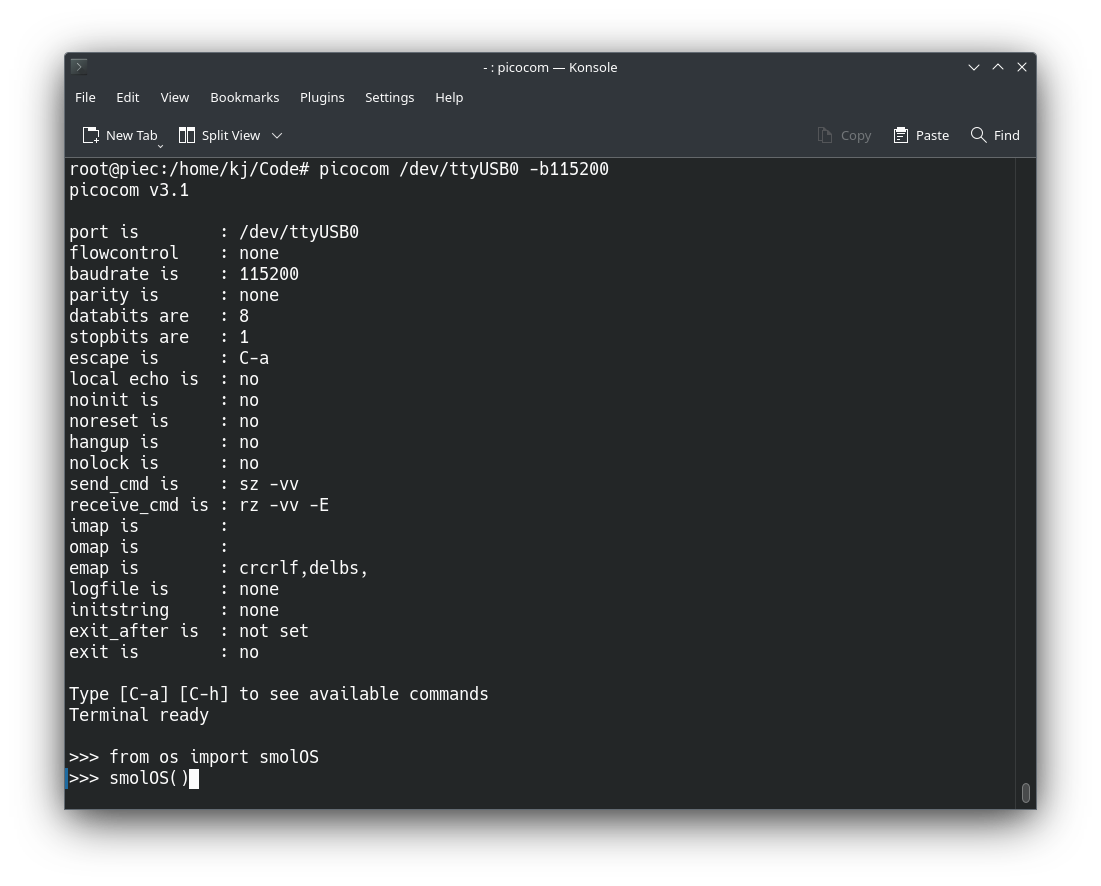 - : picocom — Konsole
File Edit View Bookmarks Plugins Settings Help
New Tab Split View Copy Paste Find
root@piec:/home/kj/Code# picocom /dev/ttyUSB0 -b115200
picocom v3.1
port is        : /dev/ttyUSB0
flowcontrol    : none
baudrate is    : 115200
parity is      : none
databits are   : 8
stopbits are   : 1
escape is      : C-a
local echo is  : no
noinit is      : no
noreset is     : no
hangup is      : no
nolock is      : no
send_cmd is    : sz -vv
receive_cmd is : rz -vv -E
imap is        :
omap is        :
emap is        : crcrlf,delbs,
logfile is     : none
initstring     : none
exit_after is  : not set
exit is        : no
Type [C-a] [C-h] to see available commands
Terminal ready
>>> from os import smolOS
>>> smolOS()